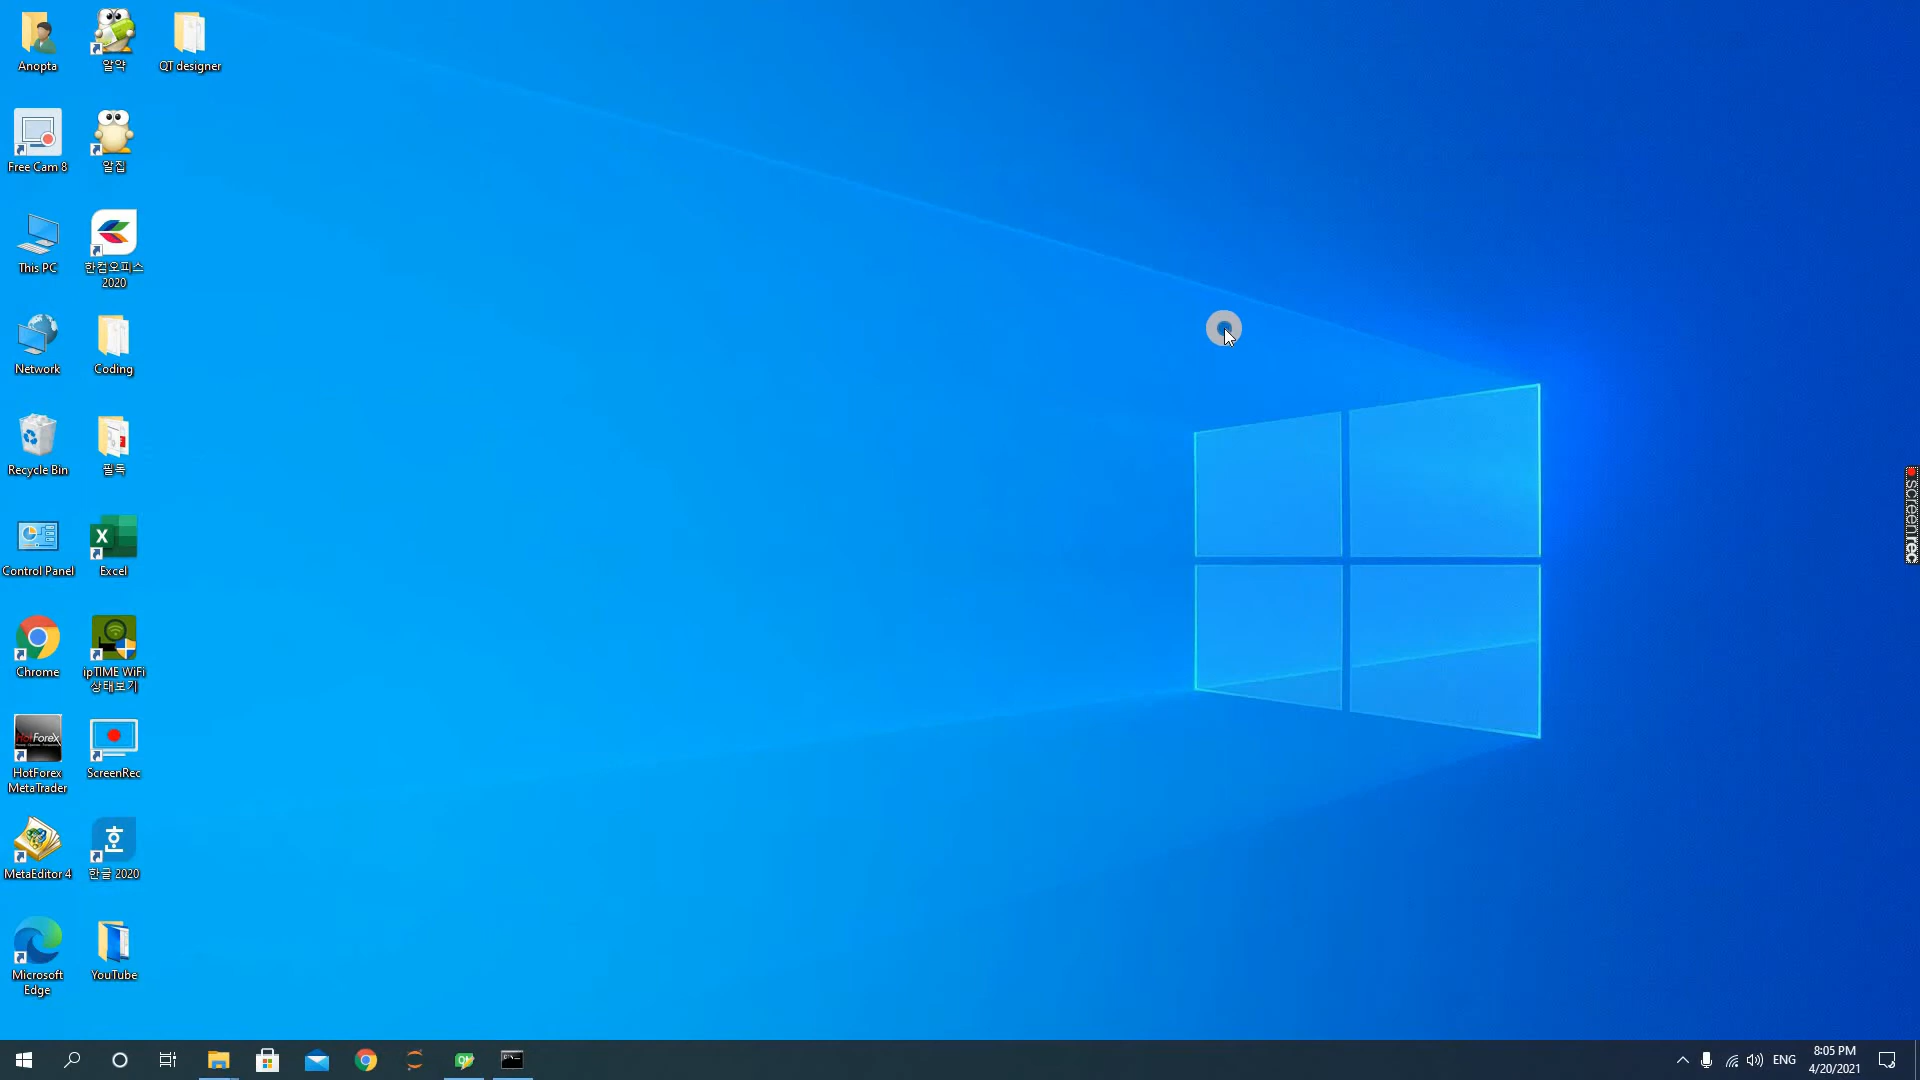 Anopta
알약
QT designer
Free Cam 8
알집
This PC
한컴오피스
2020
Network
Coding
Recycle Bin
필독
Control Panel
Excel
Chrome
ipTIME WiFi
상태보기
HotForex
HotForex
MetaTrader
ScreenRec
MetaEditor 4
한글 2020
Microsoft
Edge
YouTube
screenrec
ENG
8:05 PM
4/20/2021